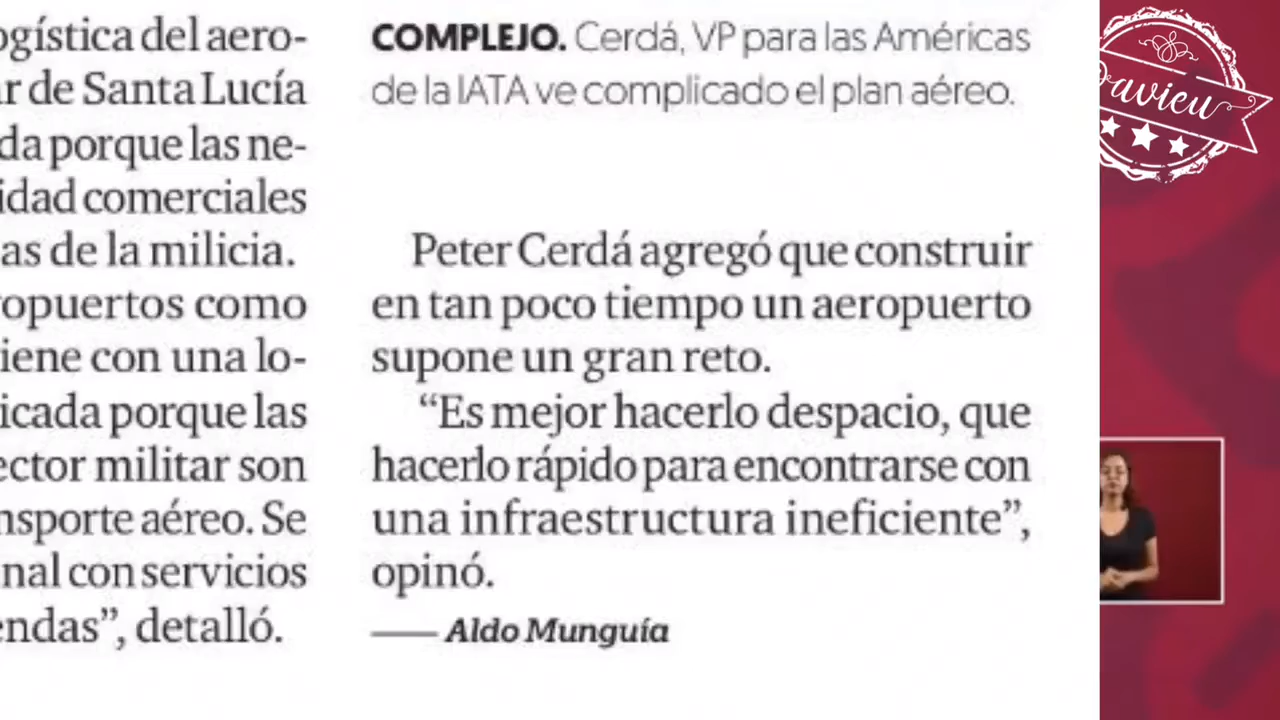 ogística del aero-
ar de Santa Lucía
da porque las ne-
idad comerciales
as de la milicia.
ropuertos como
iene con una lo-
icada porque las
ector militar son
nsporte aéreo. Se
nal con servicios
endas”, detalló.
COMPLEJO. Cerdá, VP para las Américas
de la IATA ve complicado el plan aéreo.
Peter Cerdá agregó que construir
en tan poco tiempo un aeropuerto
supone un gran reto.
“Es mejor hacerlo despacio, que
hacerlo rápido para encontrarse con
una infraestructura ineficiente”,
opinó.
—— Aldo Munguía